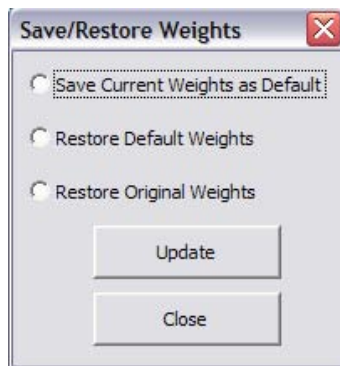 Save/Restore Weights
Save Current Weights as Default
Restore Default Weights
Restore Original Weights
Update
Close